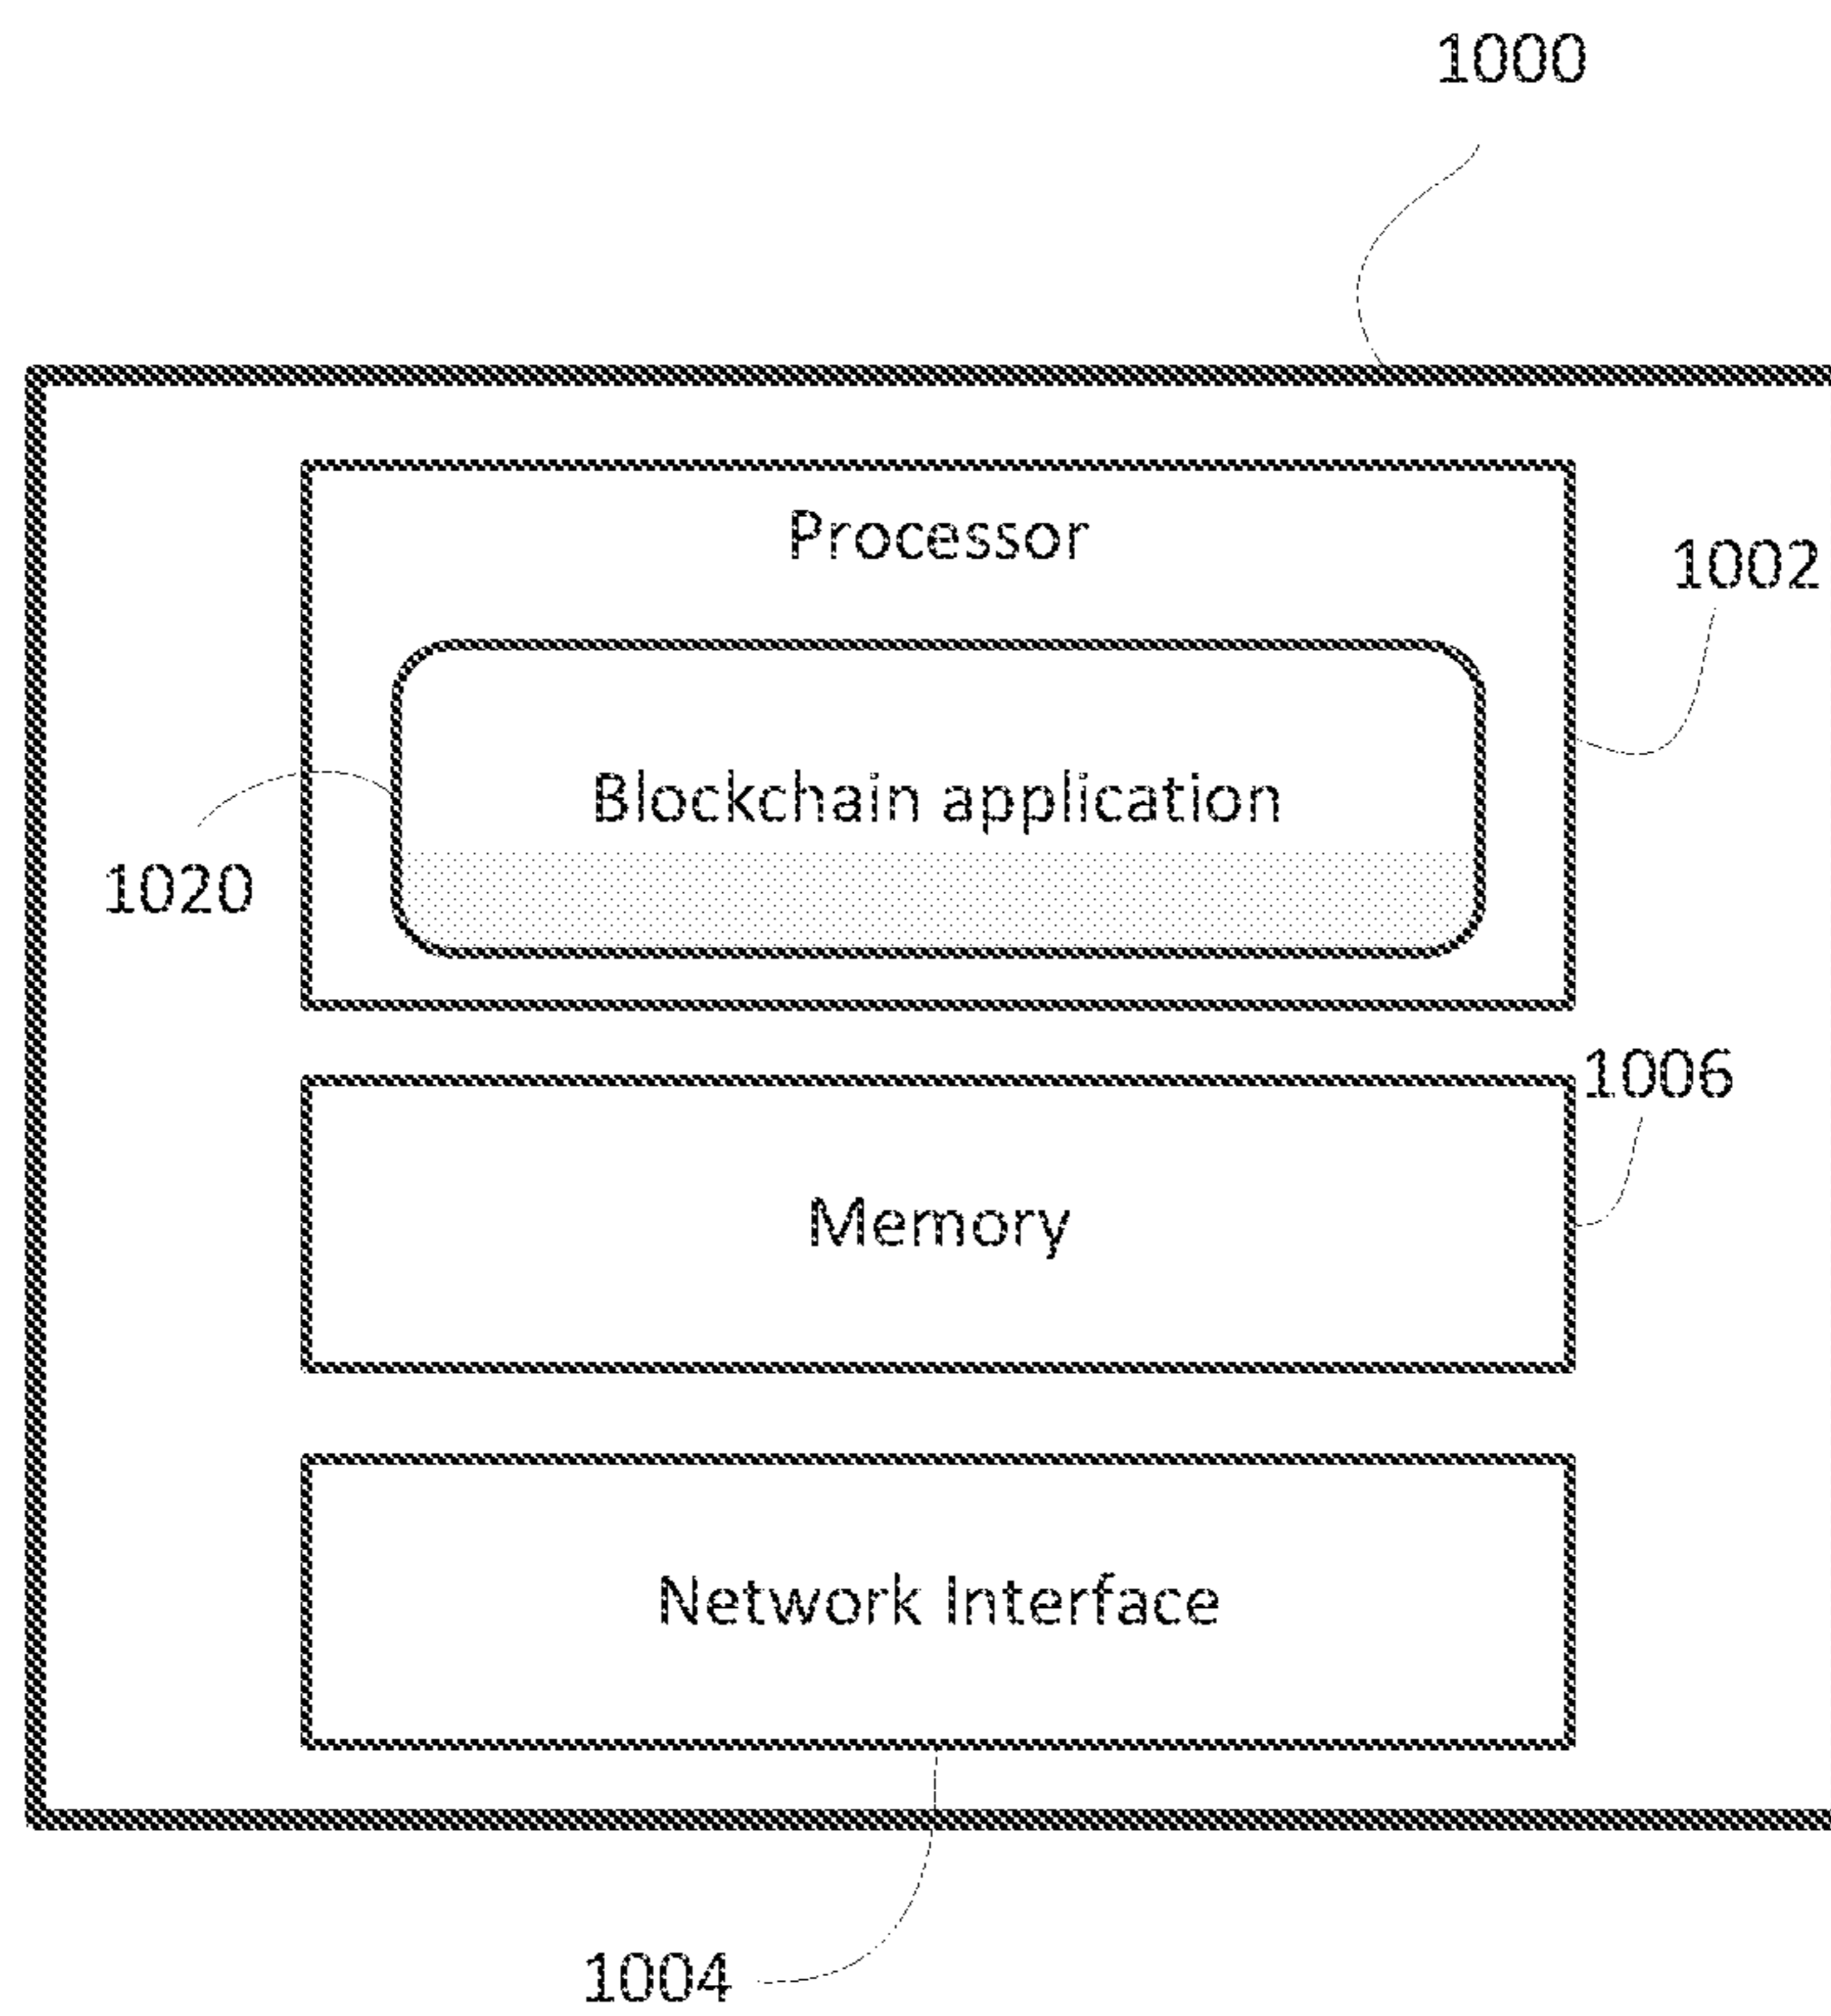 1000
Processor
1002
Blockchain application
1020
1006
Memory
Network Interface
1004